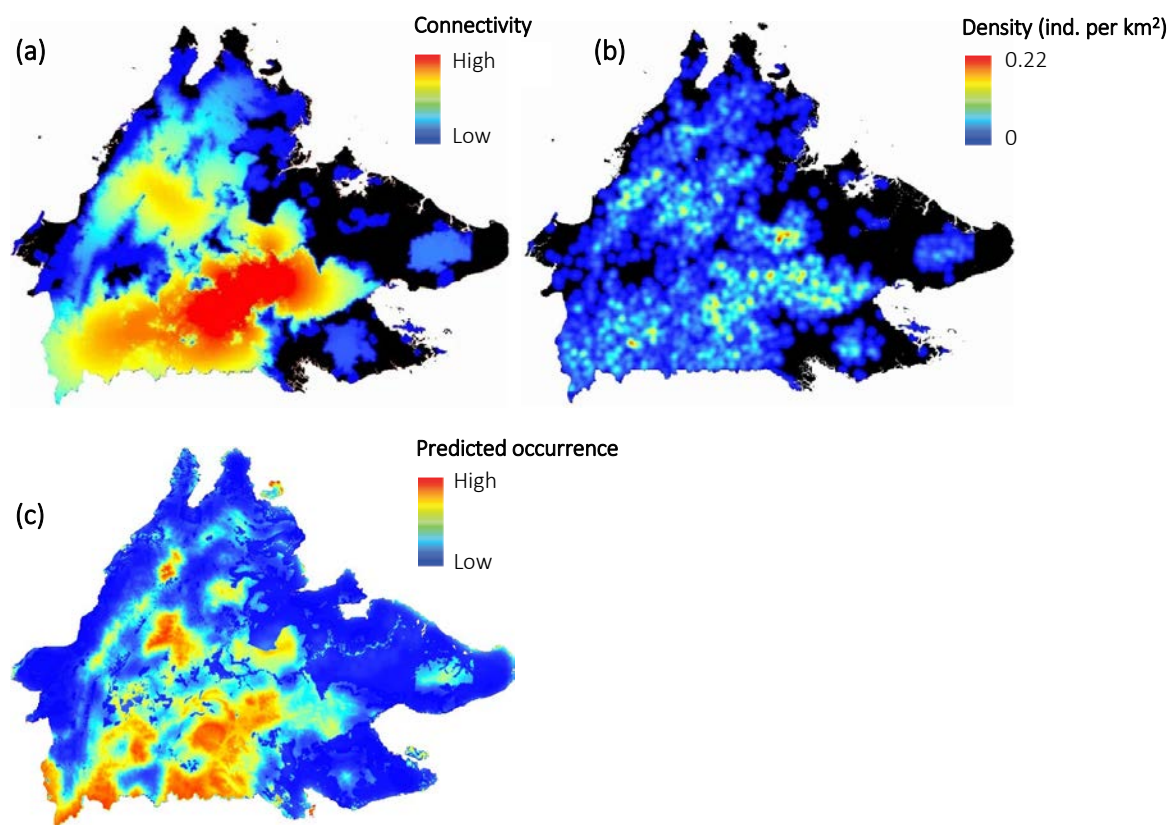 (a)
Connectivity
High
Low
(b)
Density (ind. per km²)
0.22
0
(c)
Predicted occurrence
High
Low